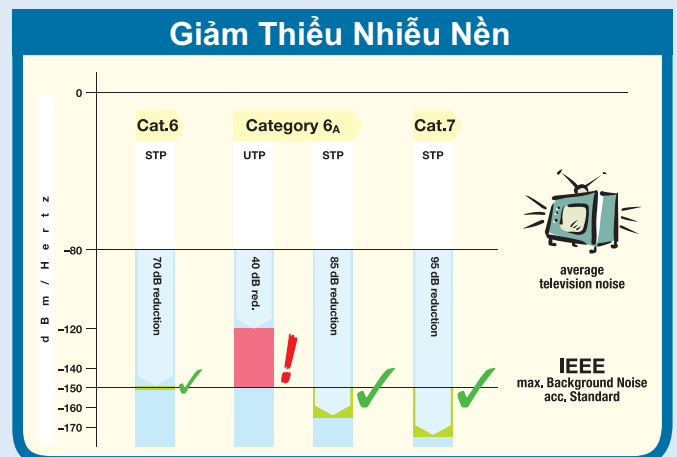 Giảm Thiểu Nhiễu Nền
0
Cat.6
Category 6A
Cat.7
STP
UTP
STP
STP
dBm/Hertz
–80
70 dB reduction
40 dB red.
85 dB reduction
95 dB reduction
average
television noise
–120
!
–140
–150
–160
–170
IEEE
max. Background Noise
acc. Standard